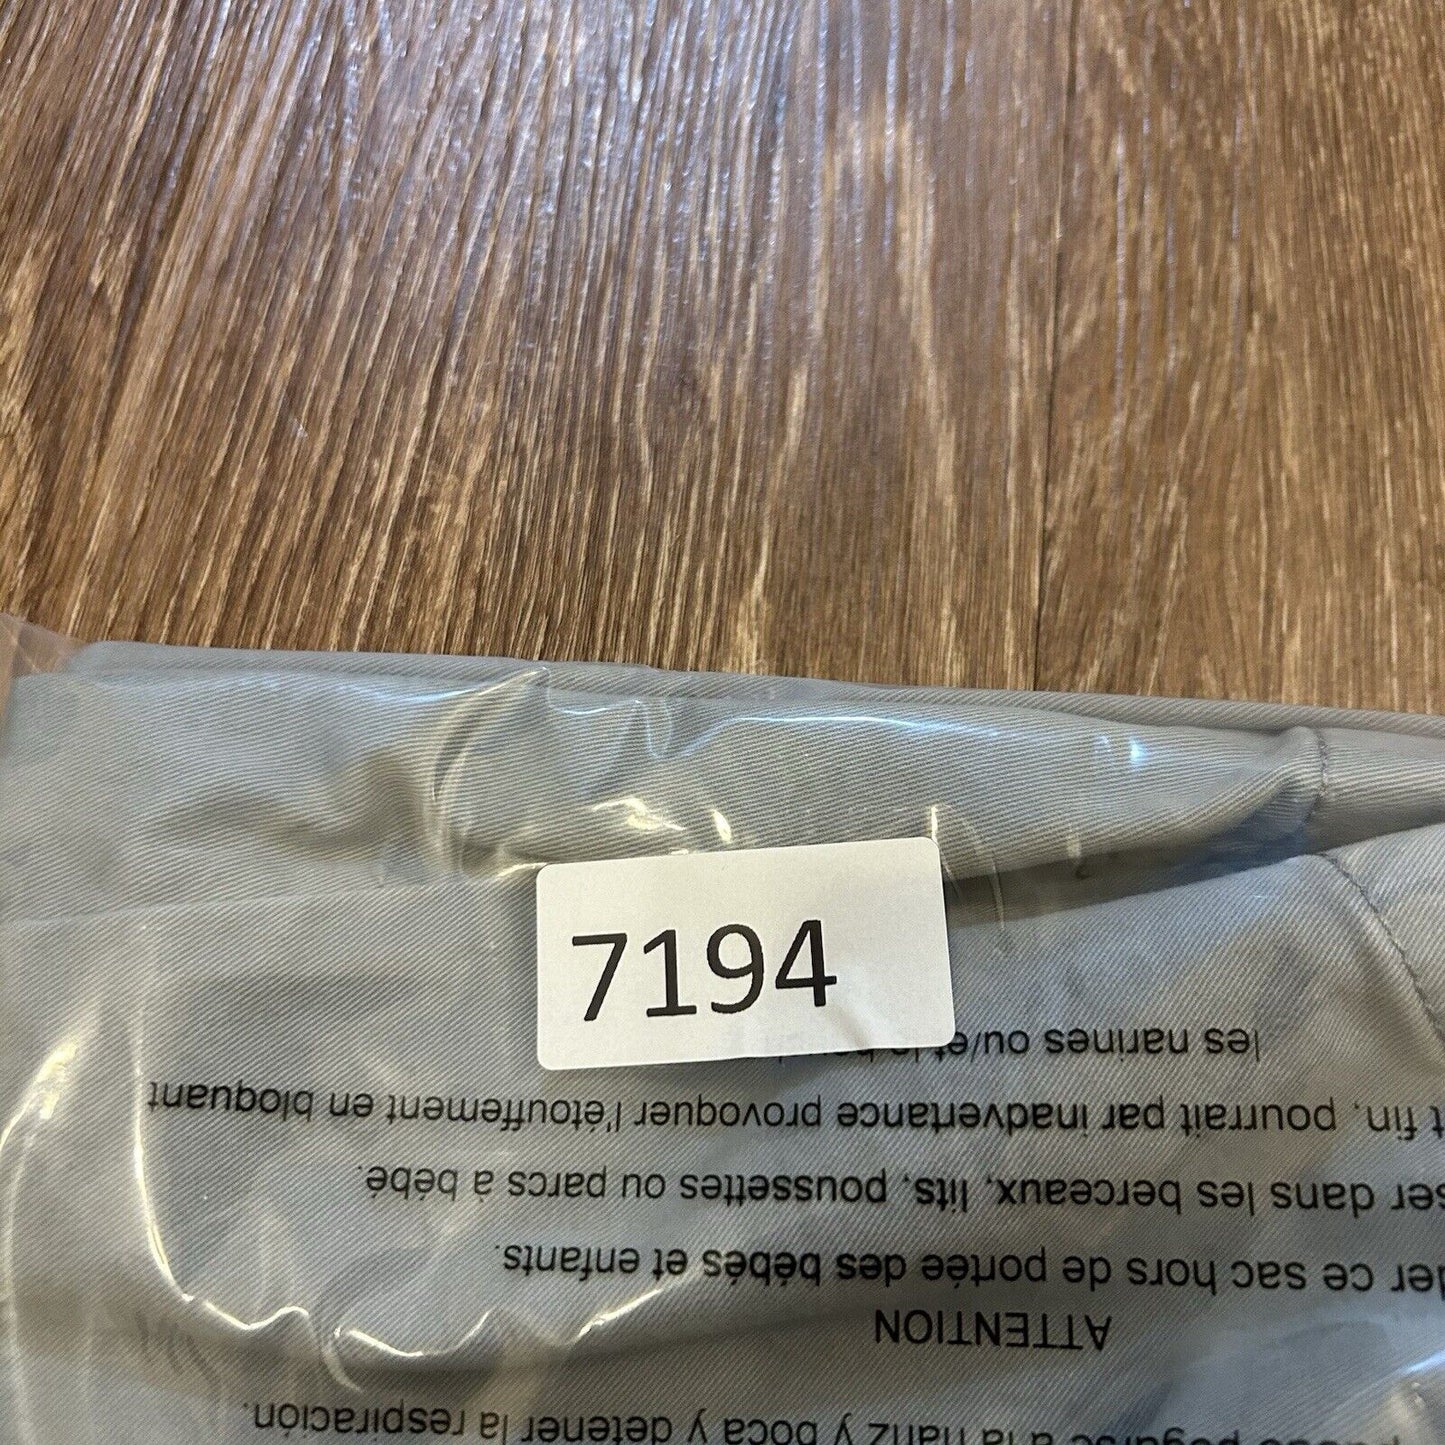 7194
pegarse a la nariz y boca y detener la respiración.
ATTENTION
der ce sac hors de portée des bébés et enfants.
ser dans les berceaux, lits, poussettes ou parcs a bébé.
t fin, pourrait par inadvertance provoquer l'étouffement en bloquant
les narines ou/et la